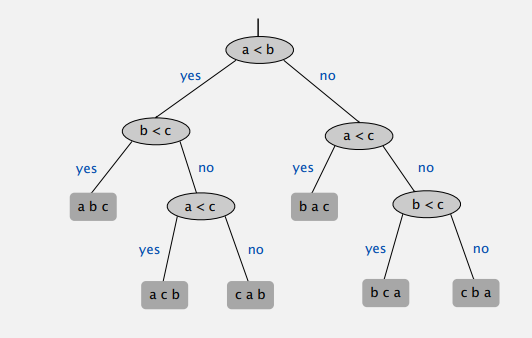 a < b
yes
no
b < c
a < c
yes
no
yes
no
a b c
a < c
b a c
b < c
yes
no
yes
no
a c b
c a b
b c a
c b a